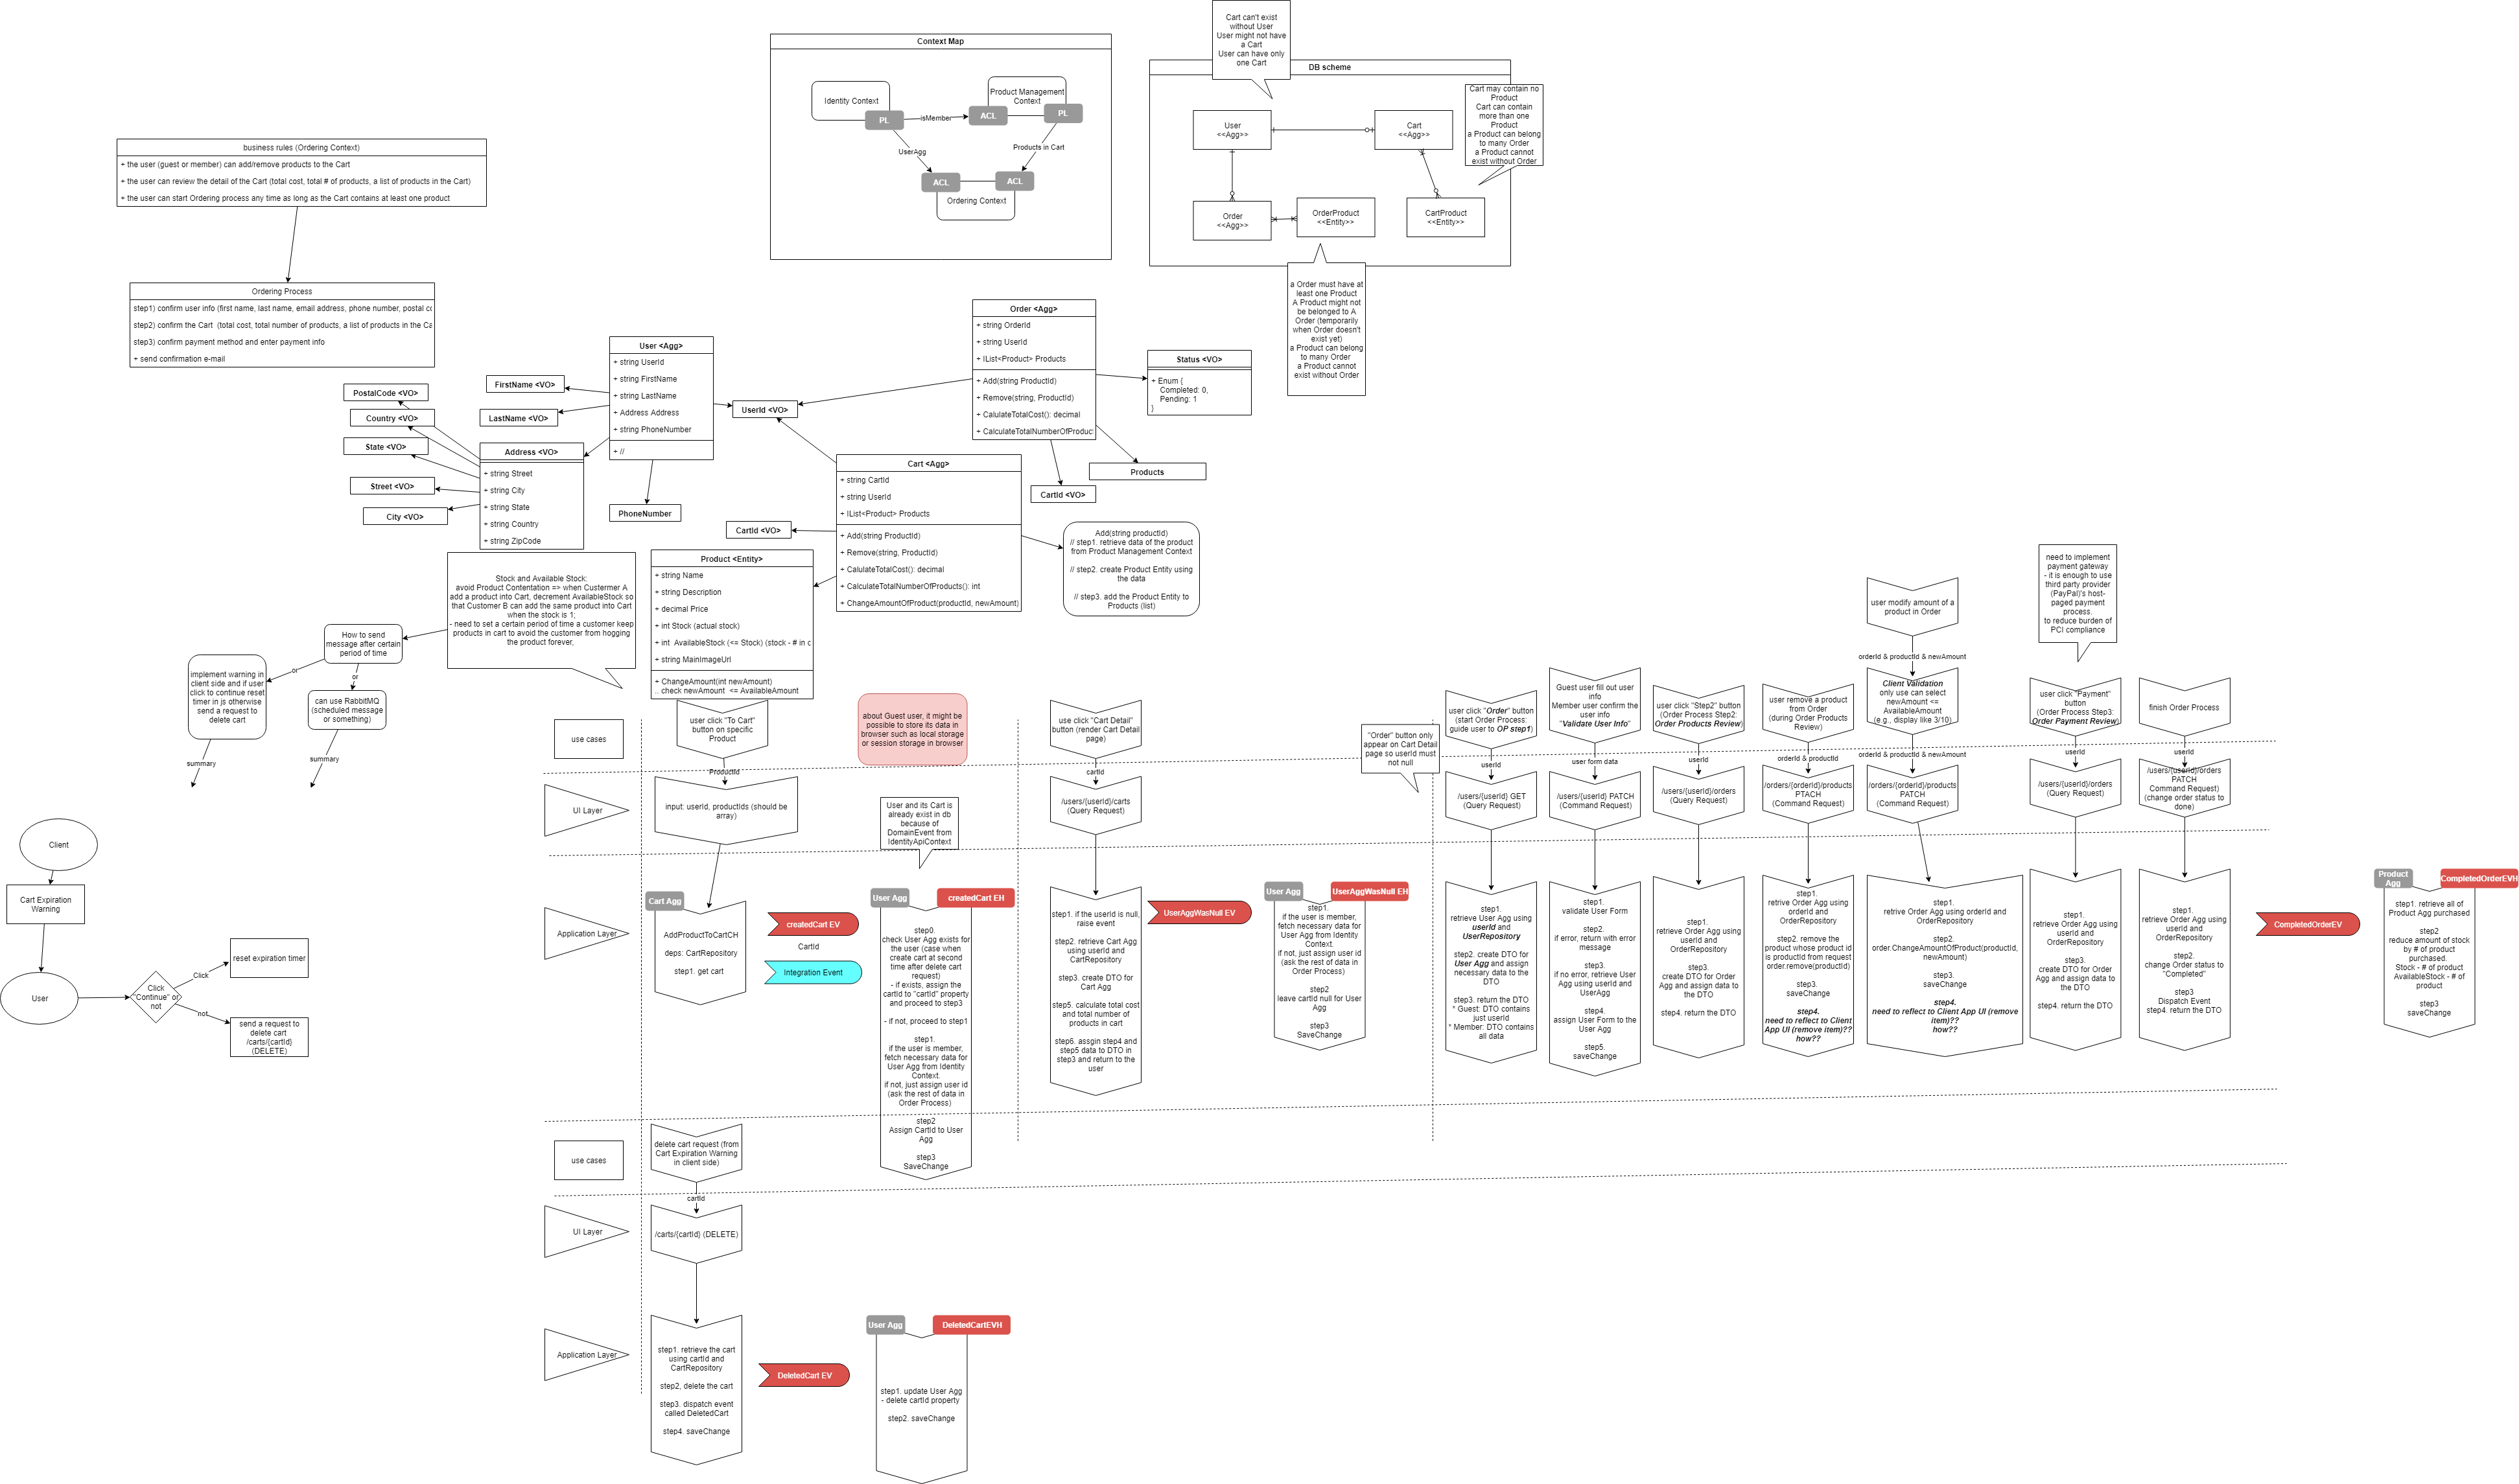 Context Map
Identity Context
PL
isMember
Product Management
Context
ACL
PL
UserAgg
Products in Cart
ACL
ACL
Ordering Context
Cart can't exist
without User
User might not have
a Cart
User can have only
one Cart
DB scheme
User
<<Agg>>
Cart
<<Agg>>
Order
<<Agg>>
OrderProduct
<<Entity>>
CartProduct
<<Entity>>
Cart may contain no
Product
Cart can contain
more than one
Product
a Product can belong
to many Order
a Product cannot
exist without Order
a Order must have at
least one Product
A Product might not
be belonged to A
Order (temporarily
when Order doesn't
exist yet)
a Product can belong
to many Order
a Product cannot
exist without Order
business rules (Ordering Context)
+ the user (guest or member) can add/remove products to the Cart
+ the user can review the detail of the Cart (total cost, total # of products, a list of products in the Cart)
+ the user can start Ordering process any time as long as the Cart contains at least one product
Ordering Process
step1) confirm user info (first name, last name, email address, phone number, postal cc
step2) confirm the Cart (total cost, total number of products, a list of products in the Ca
step3) confirm payment method and enter payment info
+ send confirmation e-mail
PostalCode <VO>
Country <VO>
State <VO>
Street <VO>
City <VO>
FirstName <VO>
LastName <VO>
Address <VO>
+ string Street
+ string City
+ string State
+ string Country
+ string ZipCode
User <Agg>
+ string UserId
+ string FirstName
+ string LastName
+ Address Address
+ string PhoneNumber
+ //
PhoneNumber
UserId <VO>
Order <Agg>
+ string OrderId
+ string UserId
+ IList<Product> Products
+ Add(string ProductId)
+ Remove(string, ProductId)
+ CalulateTotalCost(): decimal
+ CalculateTotalNumberOfProduct
Status <VO>
+ Enum {
Completed: 0,
Pending: 1
}
Products
CartId <VO>
Cart <Agg>
+ string CartId
+ string UserId
+ IList<Product> Products
+ Add(string ProductId)
+ Remove(string, ProductId)
+ CalulateTotalCost(): decimal
+ CalculateTotalNumberOfProducts(): int
+ ChangeAmountOfProduct(productId, newAmount)
CartId <VO>
Add(string productId)
// step1. retrieve data of the product
from Product Management Context
// step2. create Product Entity using
the data
// step3. add the Product Entity to
Products (list)
Product <Entity>
+ string Name
+ string Description
+ decimal Price
+ int Stock (actual stock)
+ int AvailableStock (<= Stock) (stock - # in c
+ string MainImageUrl
+ ChangeAmount(int newAmount)
.. check newAmount <= AvailableAmount
Stock and Available Stock:
avoid Product Contentation => when Custermer A
add a product into Cart, decrement AvailableStock so
that Customer B can add the same product into Cart
when the stock is 1;
- need to set a certain period of time a customer keep
products in cart to avoid the customer from hogging
the product forever,
How to send
message after certain
period of time
or
or
implement warning in
client side and if user
click to continue reset
timer in js otherwise
send a request to
delete cart
can use RabbitMQ
(scheduled message
or something)
summary
summary
Client
Cart Expiration
Warning
User
Click
"Continue" or
not
Click
not
reset expiration timer
send a request to
delete cart
/carts/{cartId}
(DELETE)
use cases
UI Layer
Application Layer
user click "To Cart"
button on specific
Product
ProductId
input: userId, productIds (should be
array)
Cart Agg
AddProductToCartCH
deps: CartRepository
step1. get cart
createdCart EV
CartId
Integration Event
about Guest user, it might be
possible to store its data in
browser such as local storage
or session storage in browser
User and its Cart is
already exist in db
because of
DomainEvent from
IdentityApiContext
User Agg
createdCart EH
step0.
check User Agg exists for
the user (case when
create cart at second
time after delete cart
request)
- if exists, assign the
cartId to "cartId" property
and proceed to step3
- if not, proceed to step1
step1.
if the user is member,
fetch necessary data for
User Agg from Identity
Context.
if not, just assign user id
(ask the rest of data in
Order Process)
step2
Assign CartId to User
Agg
step3
SaveChange
use click "Cart Detail"
button (render Cart Detail
page)
cartId
/users/{userId}/carts
(Query Request)
step1. if the userId is null,
raise event
step2. retrieve Cart Agg
using userId and
CartRepository
step3. create DTO for
Cart Agg
step5. calculate total cost
and total number of
products in cart
step6. assgin step4 and
step5 data to DTO in
step3 and return to the
user
UserAggWasNull EV
User Agg
UserAggWasNull EH
step1.
if the user is member,
fetch necessary data for
User Agg from Identity
Context.
if not, just assign user id
(ask the rest of data in
Order Process)
step2
leave cartId null for User
Agg
step3
SaveChange
"Order" button only
appear on Cart Detail
page so userId must
not null
user click "Order" button
(start Order Process:
guide user to OP step1)
userId
/users/{userId} GET
(Query Request)
step1.
retrieve User Agg using
userId and
UserRepository
step2. create DTO for
User Agg and assign
necessary data to the
DTO
step3. return the DTO
* Guest: DTO contains
just userId
* Member: DTO contains
all data
Guest user fill out user
info
Member user confirm the
user info
"Validate User Info"
user form data
/users/{userId} PATCH
(Command Request)
step1.
validate User Form
step2.
if error, return with error
message
step3.
if no error, retrieve User
Agg using userId and
UserAgg
step4.
assign User Form to the
User Agg
step5.
saveChange
user click "Step2" button
(Order Process Step2:
Order Products Review)
userId
/users/{userId}/orders
(Query Request)
step1.
retrieve Order Agg using
userId and
OrderRepository
step3.
create DTO for Order
Agg and assign data to
the DTO
step4. return the DTO
user remove a product
from Order
(during Order Products
Review)
orderId & productId
/orders/{orderId}/products
PTACH
(Command Request)
step1.
retrive Order Agg using
orderId and
OrderRepository
step2. remove the
product whose product id
is productId from request
order.remove(productId)
step3.
saveChange
step4.
need to reflect to Client
App UI (remove item)??
how??
user modify amount of a
product in Order
orderId & productId & newAmount
Client Validation
only use can select
newAmount <=
AvailableAmount
(e.g., display like 3/10)
orderId & productId & newAmount
/orders/{orderId}/products
PATCH
(Command Request)
step1.
retrive Order Agg using orderId and
OrderRepository
step2.
order.ChangeAmountOfProduct(productId,
newAmount)
step3.
saveChange
step4.
need to reflect to Client App UI (remove
item)??
how??
need to implement
payment gateway
- it is enough to use
third party provider
(PayPal)'s host-
paged payment
process.
to reduce burden of
PCI compliance
user click "Payment"
button
(Order Process Step3:
Order Payment Review)
userId
/users/{userId}/orders
(Query Request)
step1.
retrieve Order Agg using
userId and
OrderRepository
step3.
create DTO for Order
Agg and assign data to
the DTO
step4. return the DTO
finish Order Process
userId
/users/{userId}/orders
PATCH
Command Request)
(change order status to
done)
step1.
retrieve Order Agg using
userId and
OrderRepository
step2.
change Order status to
"Completed"
step3
Dispatch Event
step4. return the DTO
CompletedOrderEV
Product
Agg
CompletedOrderEVH
step1. retrieve all of
Product Agg purchased
step2
reduce amount of stock
by # of product
purchased.
Stock - # of product
AvailableStock - # of
product
step3
saveChange
use cases
UI Layer
Application Layer
delete cart request (from
Cart Expiration Warning
in client side)
cartId
/carts/{cartId} (DELETE)
step1. retrieve the cart
using cartId and
CartRepository
step2, delete the cart
step3. dispatch event
called DeletedCart
step4. saveChange
DeletedCart EV
User Agg
DeletedCartEVH
step1. update User Agg
- delete cartId property
step2. saveChange